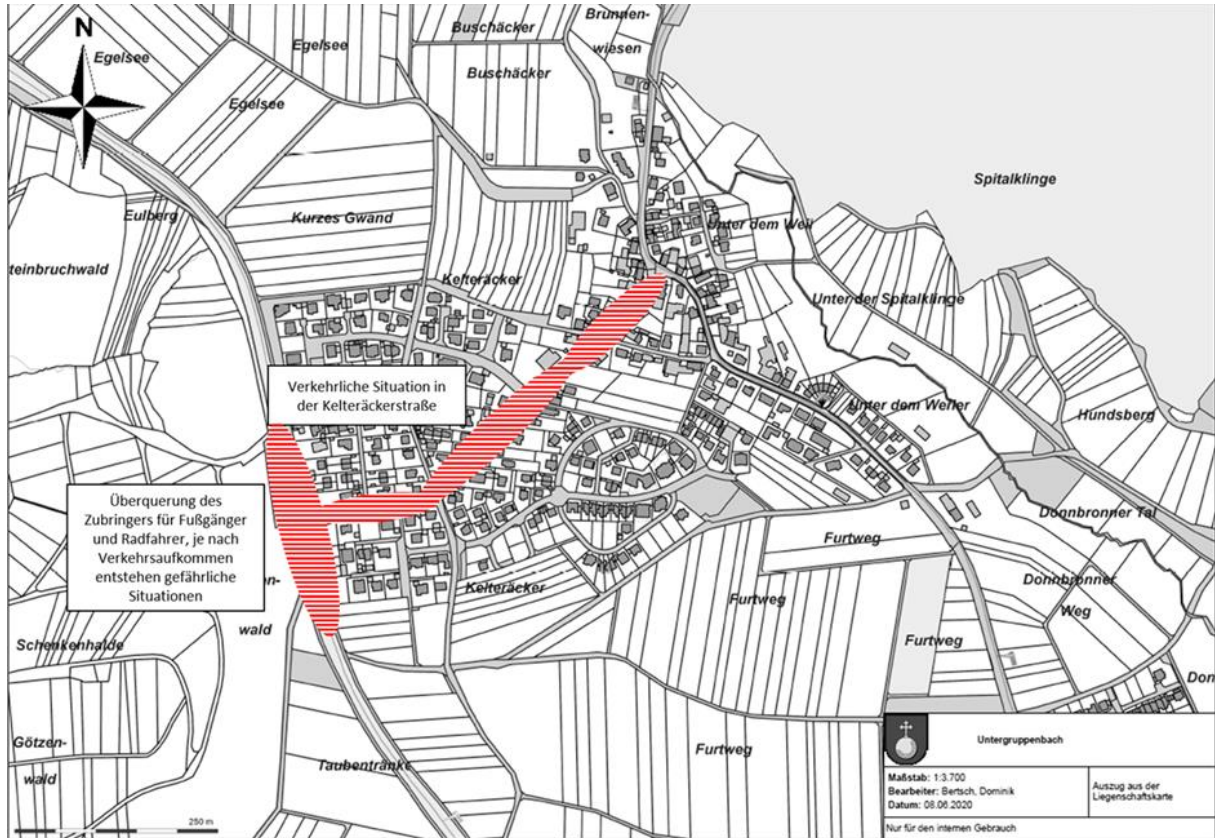 N
Egelsee
Egelsee
Egelsee
Buschäcker
Buschäcker
Brunnen-
wiesen
Eulberg
teinbruchwald
Kurzes Gwand
Kelteräcker
Spitalklinge
Unter dem Weil
Unter der Spitalklinge
Verkehrliche Situation in
der Kelteräckerstraße
Unter dem Weiler
Hundsberg
Überquerung des
Zubringers für Fußgänger
und Radfahrer, je nach
Verkehrsaufkommen
entstehen gefährliche
Situationen
en-
wald
Donnbronner Tal
Furtweg
Kelteräcker
Furtweg
Donnbronner
Weg
Furtweg
Schenkenhalde
Don
Götzen-
wald
Taubentränke
Furtweg
250 m
Untergruppenbach
Maßstab: 1:3.700
Bearbeiter: Bertsch, Dominik
Datum: 08.06.2020
Auszug aus der
Liegenschaftskarte
Nur für den internen Gebrauch